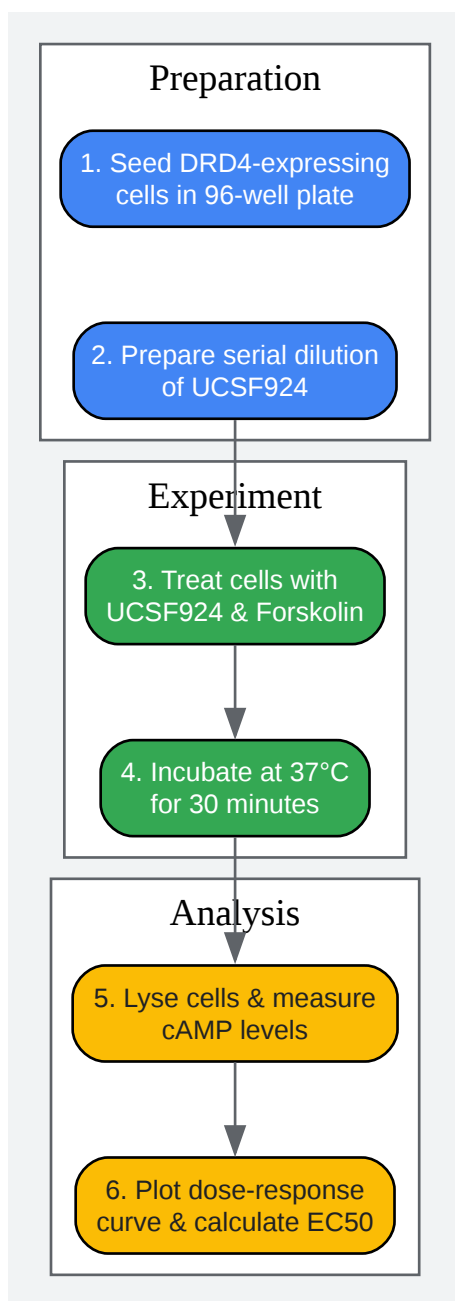 Preparation
1. Seed DRD4-expressing
cells in 96-well plate
2. Prepare serial dilution
of UCSF924
Experiment
3. Treat cells with
UCSF924 & Forskolin
4. Incubate at 37°C
for 30 minutes
Analysis
5. Lyse cells & measure
cAMP levels
6. Plot dose-response
curve & calculate EC50